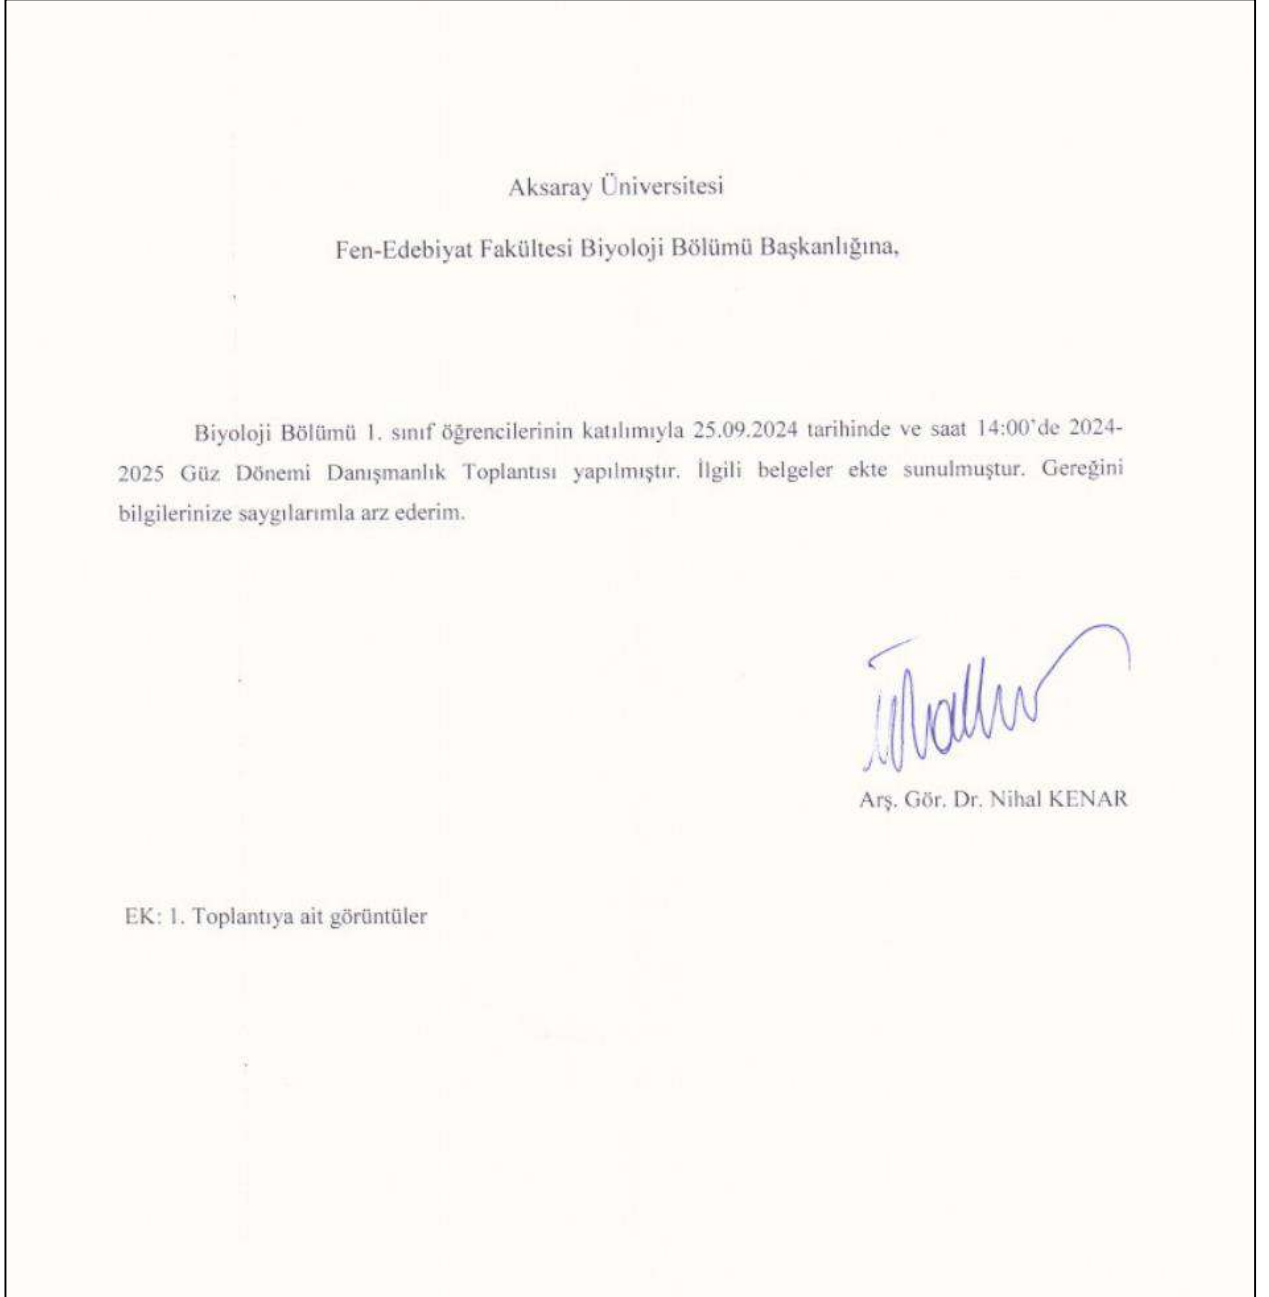 Aksaray Üniversitesi
Fen-Edebiyat Fakültesi Biyoloji Bölümü Başkanlığına,
Biyoloji Bölümü 1. sınıf öğrencilerinin katılımıyla 25.09.2024 tarihinde ve saat 14:00'de 2024-
2025 Güz Dönemi Danışmanlık Toplantısı yapılmıştır. İlgili belgeler ekte sunulmuştur. Gereğini
bilgilerinize saygılarımla arz ederim.
Arş. Gör. Dr. Nihal KENAR
EK: 1. Toplantıya ait görüntüler